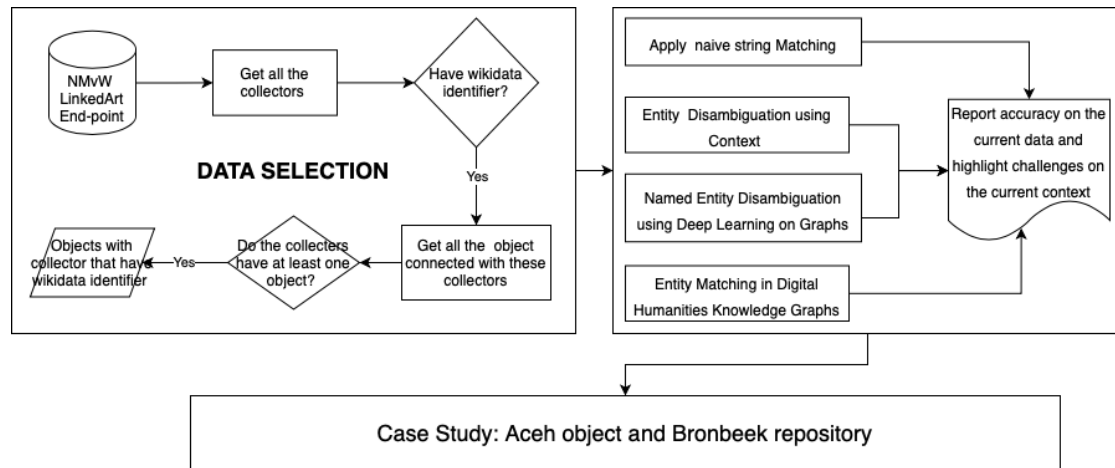 NMvW
LinkedArt
End-point
Get all the
collectors
Have wikidata
identifier?
DATA SELECTION
Yes
Get all the object
connected with these
collectors
Do the collecters
have at least one
object?
Yes
Objects with
collector that have
wikidata identifier
Apply naive string Matching
Entity Disambiguation using
Context
Named Entity Disambiguation
using Deep Learning on Graphs
Entity Matching in Digital
Humanities Knowledge Graphs
Report accuracy on the
current data and
highlight challenges on
the current context
Case Study: Aceh object and Bronbeek repository